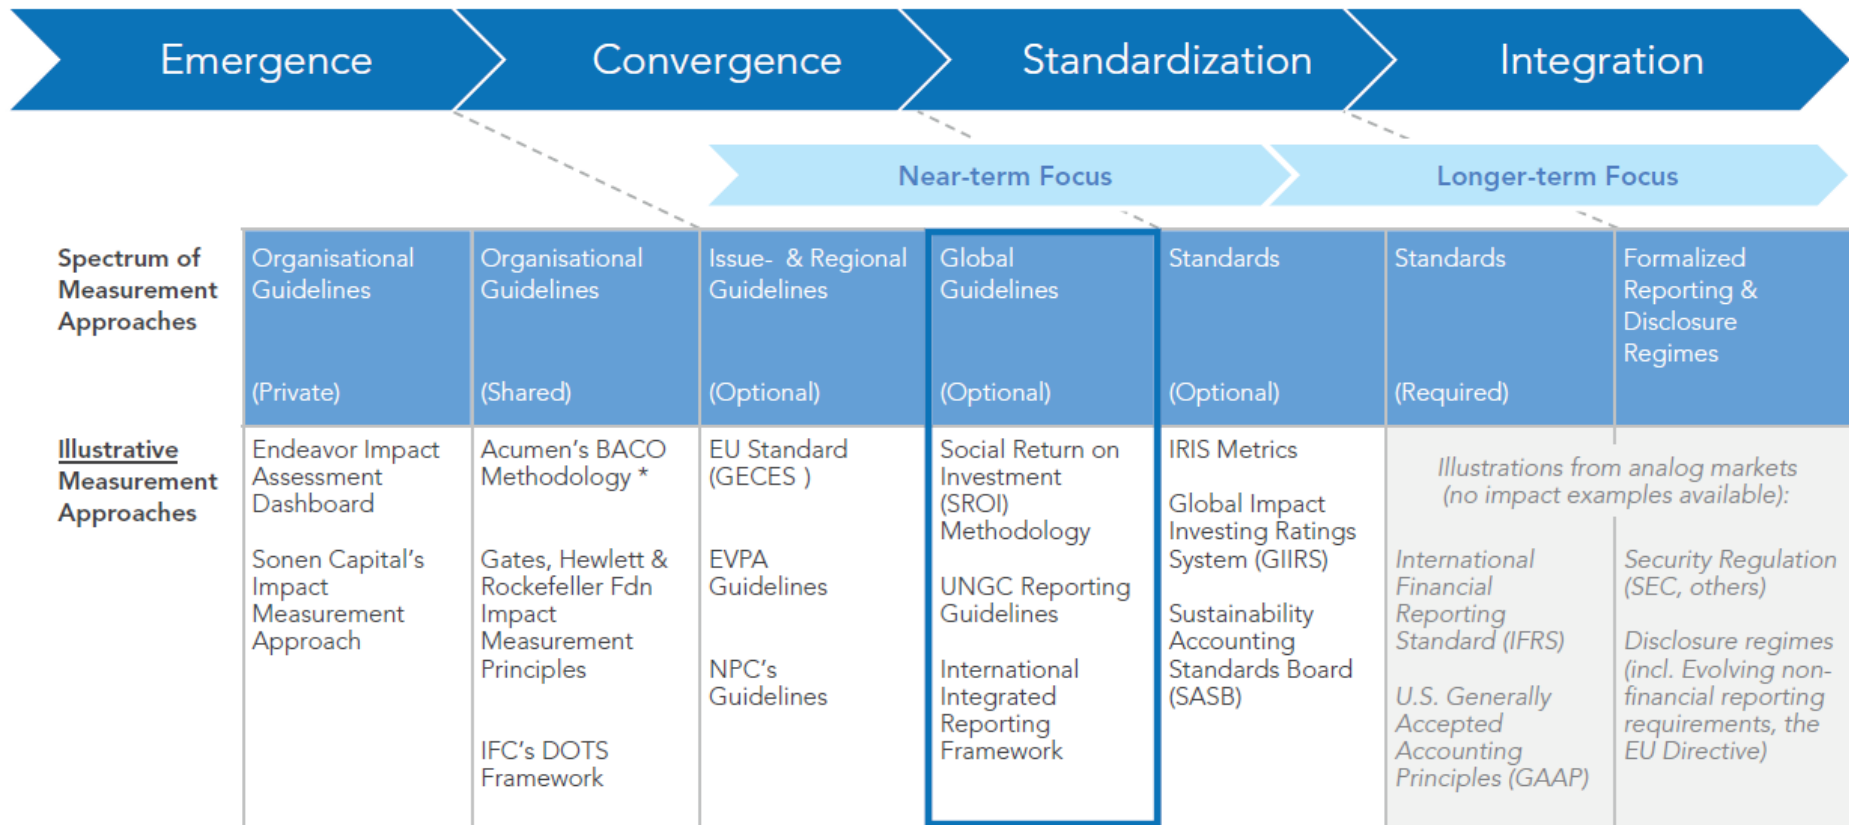 Emergence
Convergence
Standardization
Integration
Near-term Focus
Longer-term Focus
Spectrum of
Measurement
Approaches
Organisational
Guidelines
(Private)
Organisational
Guidelines
(Shared)
Issue- & Regional
Guidelines
(Optional)
Global
Guidelines
(Optional)
Standards
(Optional)
Standards
(Required)
Formalized
Reporting &
Disclosure
Regimes
Illustrative
Measurement
Approaches
Endeavor Impact
Assessment
Dashboard
Sonen Capital’s
Impact
Measurement
Approach
Acumen’s BACO
Methodology *
Gates, Hewlett &
Rockefeller Fdn
Impact
Measurement
Principles
IFC’s DOTS
Framework
EU Standard
(GECES )
EVPA
Guidelines
NPC’s
Guidelines
Social Return on
Investment
(SROI)
Methodology
UNGC Reporting
Guidelines
International
Integrated
Reporting
Framework
IRIS Metrics
Global Impact
Investing Ratings
System (GIIRS)
Sustainability
Accounting
Standards Board
(SASB)
Illustrations from analog markets
(no impact examples available):
International
Financial
Reporting
Standard (IFRS)
U.S. Generally
Accepted
Accounting
Principles (GAAP)
Security Regulation
(SEC, others)
Disclosure regimes
(incl. Evolving non-
financial reporting
requirements, the
EU Directive)